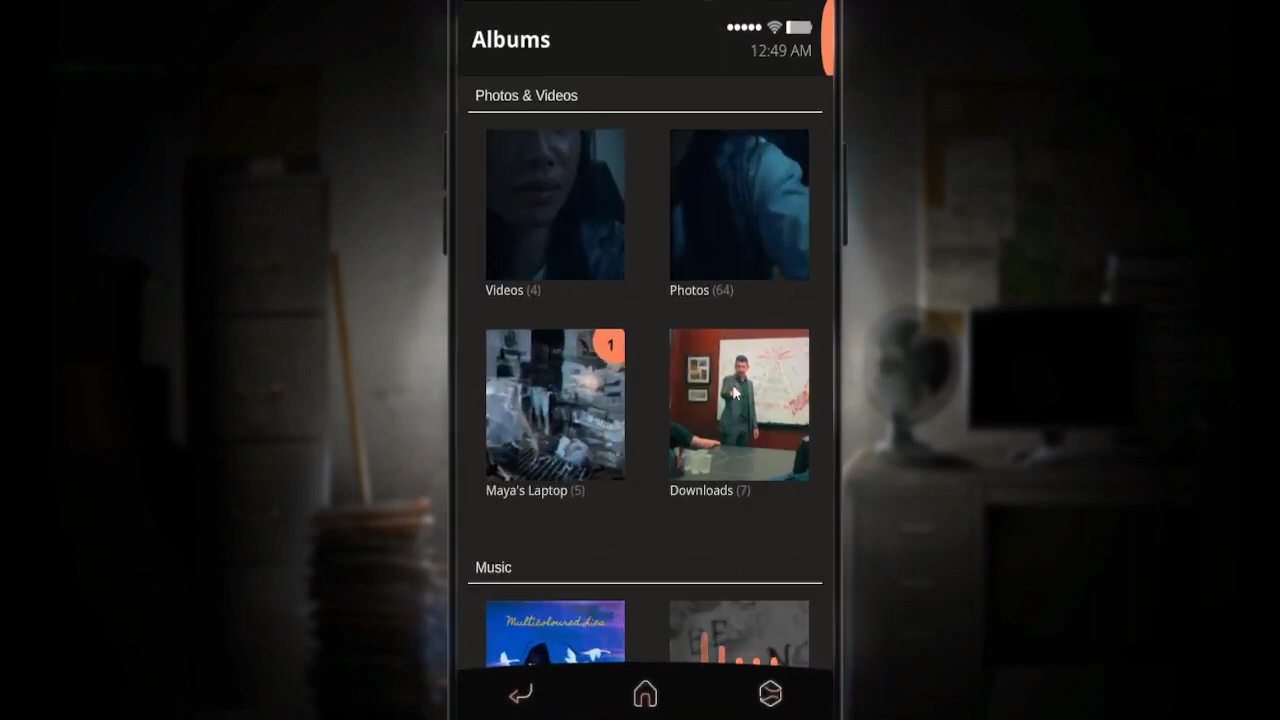 Albums
12:49 AM
Photos & Videos
Videos (4)
Photos (64)
1
Maya's Laptop (5)
Downloads (7)
Music
Multicoloured Lies